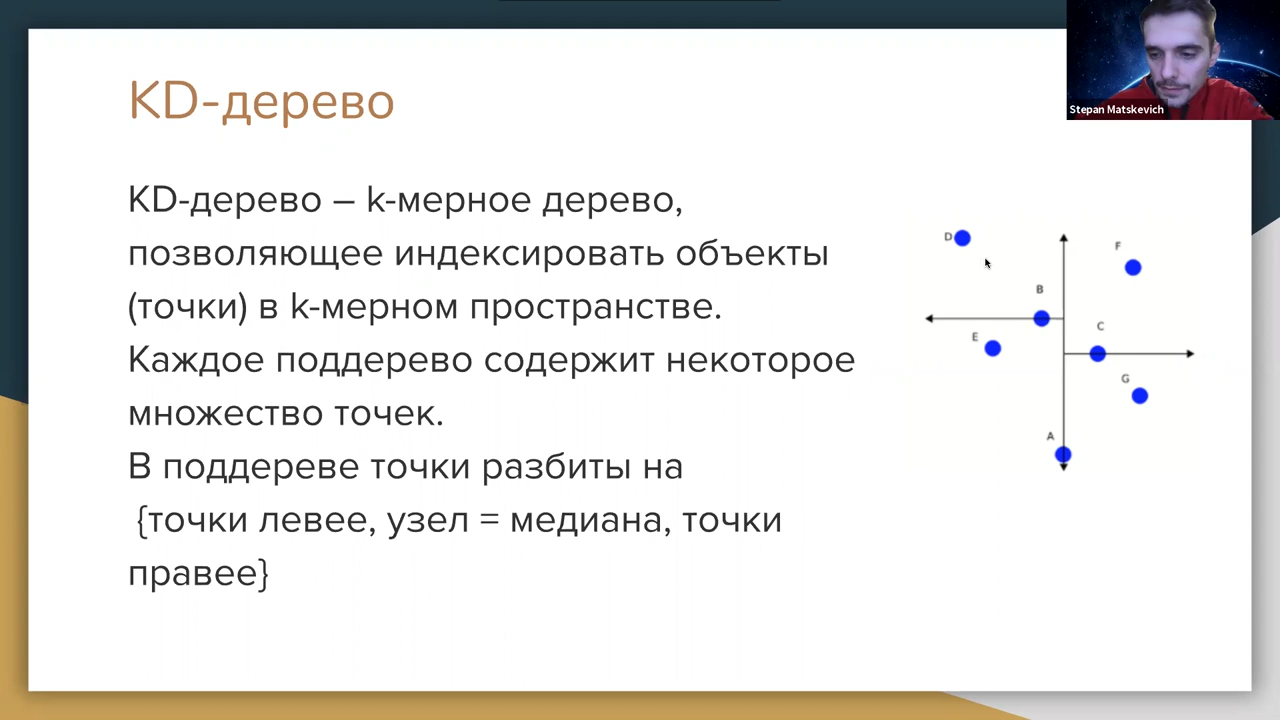 KD-дерево
Stepan Matskevich
KD-дерево – k-мерное дерево,
позволяющее индексировать объекты
(точки) в k-мерном пространстве.
Каждое поддерево содержит некоторое
множество точек.
В поддереве точки разбиты на
{точки левее, узел = медиана, точки
правее}
D
F
B
C
E
G
A